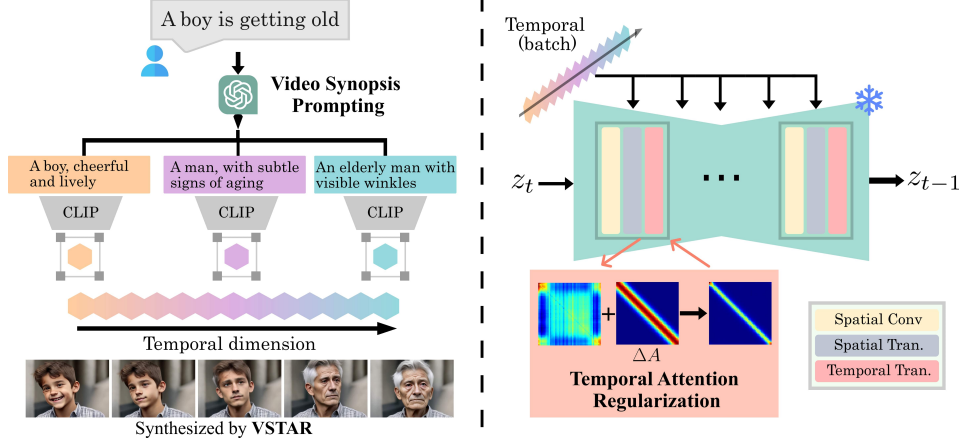 A boy is getting old
Video Synopsis
Prompting
A boy, cheerful
and lively
A man, with subtle
signs of aging
An elderly man with
visible winkles
CLIP
CLIP
CLIP
Temporal dimension
Synthesized by VSTAR
Temporal
(batch)
z_t
...
z_{t−1}
+
ΔA
Temporal Attention
Regularization
Spatial Conv
Spatial Tran.
Temporal Tran.